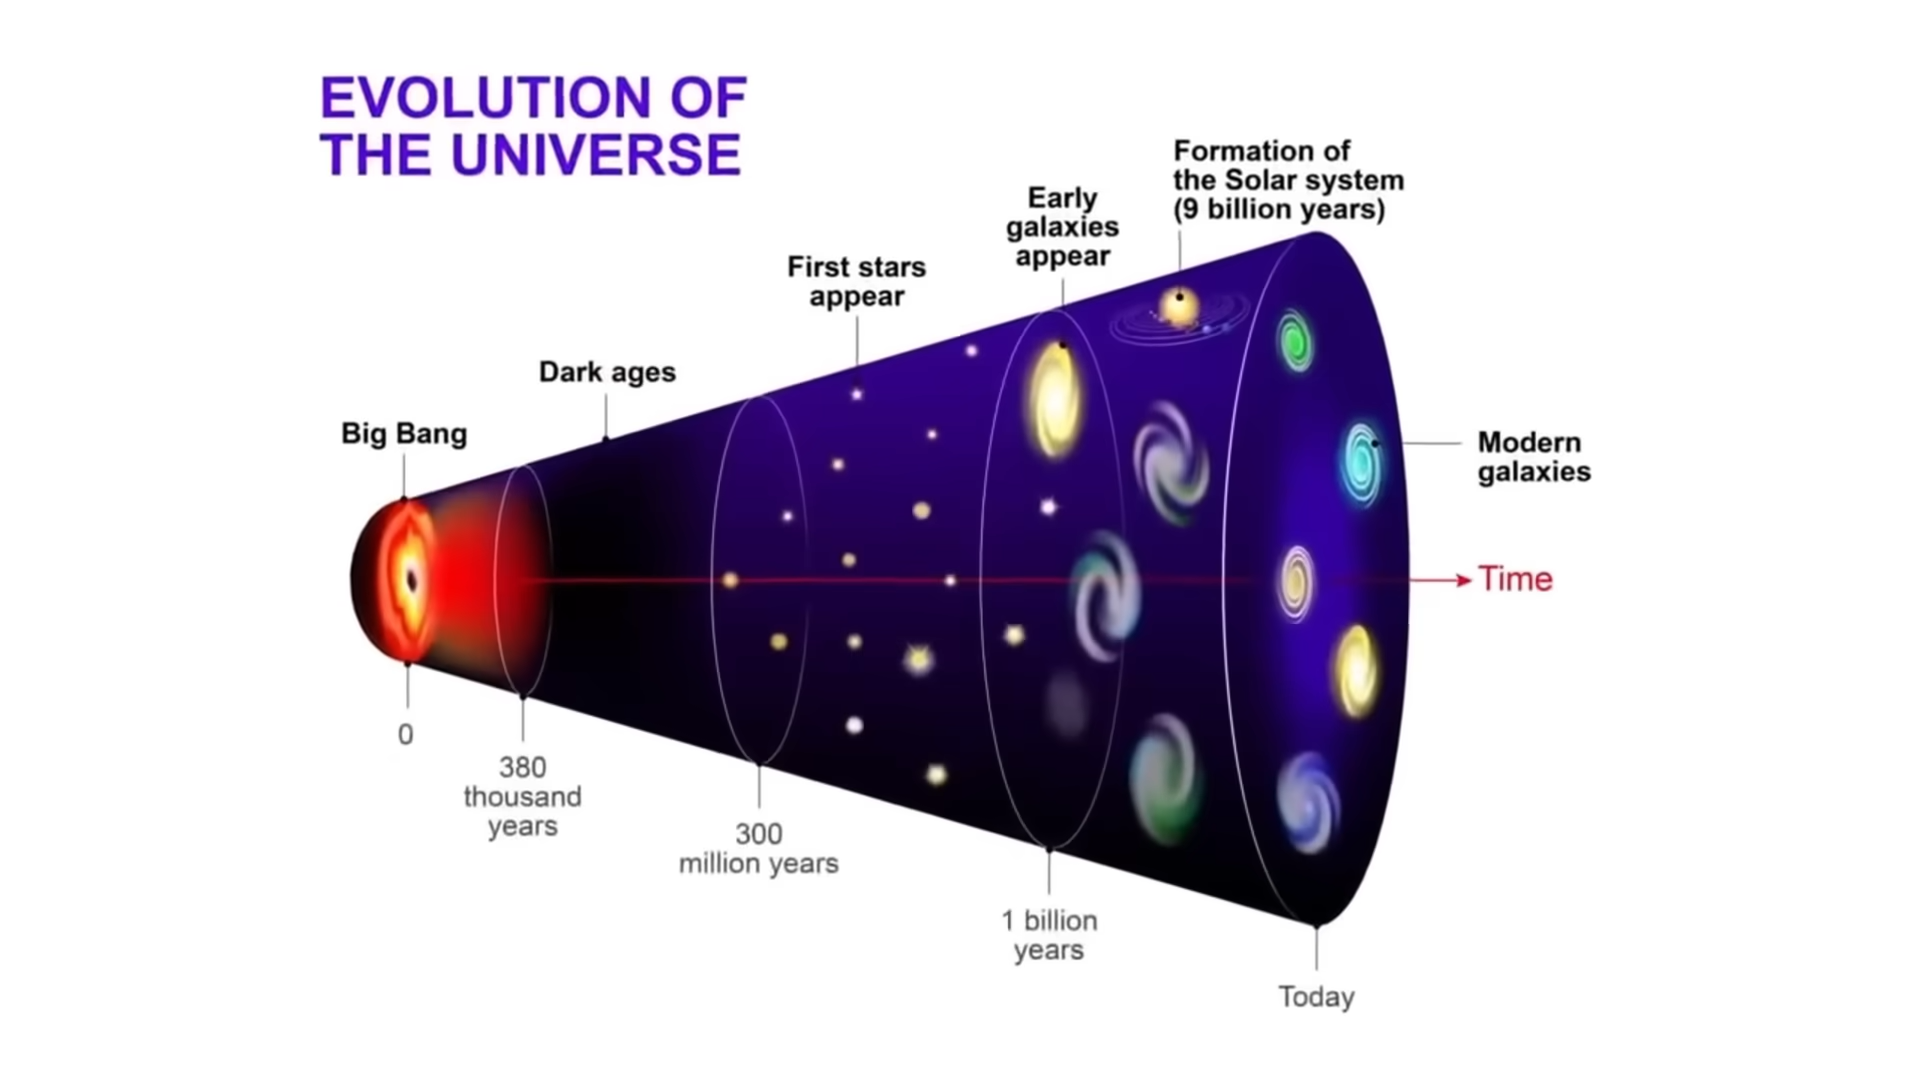 EVOLUTION OF
THE UNIVERSE
Formation of
the Solar system
(9 billion years)
Early
galaxies
appear
First stars
appear
Dark ages
Big Bang
Modern
galaxies
Time
0
380
thousand
years
300
million years
1 billion
years
Today